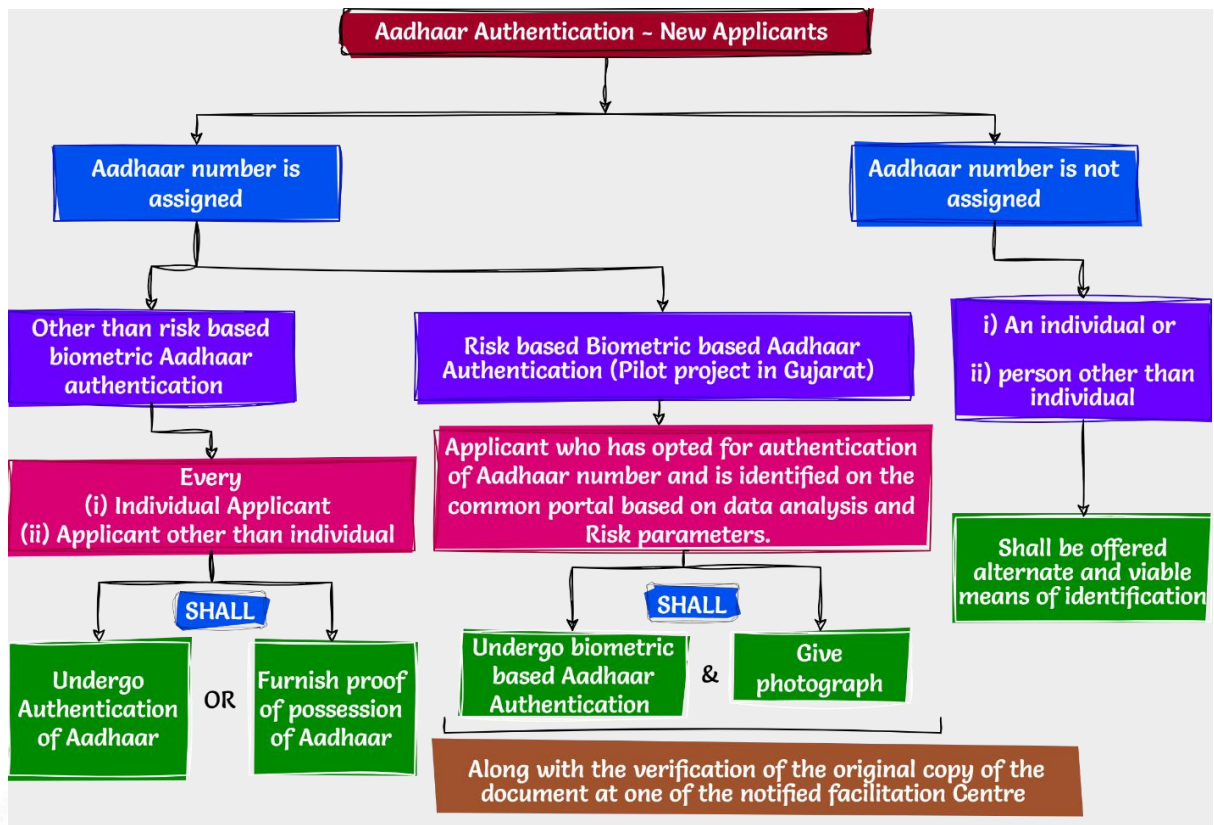 Aadhaar Authentication ~ New Applicants
Aadhaar number is
assigned
Aadhaar number is not
assigned
Other than risk based
biometric Aadhaar
authentication
Risk based Biometric based Aadhaar
Authentication (Pilot project in Gujarat)
i) An individual or
ii) person other than
individual
Every
(i) Individual Applicant
(ii) Applicant other than individual
Applicant who has opted for authentication
of Aadhaar number and is identified on the
common portal based on data analysis and
Risk parameters.
Shall be offered
alternate and viable
means of identification
SHALL
Undergo
Authentication
of Aadhaar
OR
Furnish proof
of possession
of Aadhaar
SHALL
Undergo biometric
based Aadhaar
Authentication
&
Give
photograph
Along with the verification of the original copy of the
document at one of the notified facilitation Centre